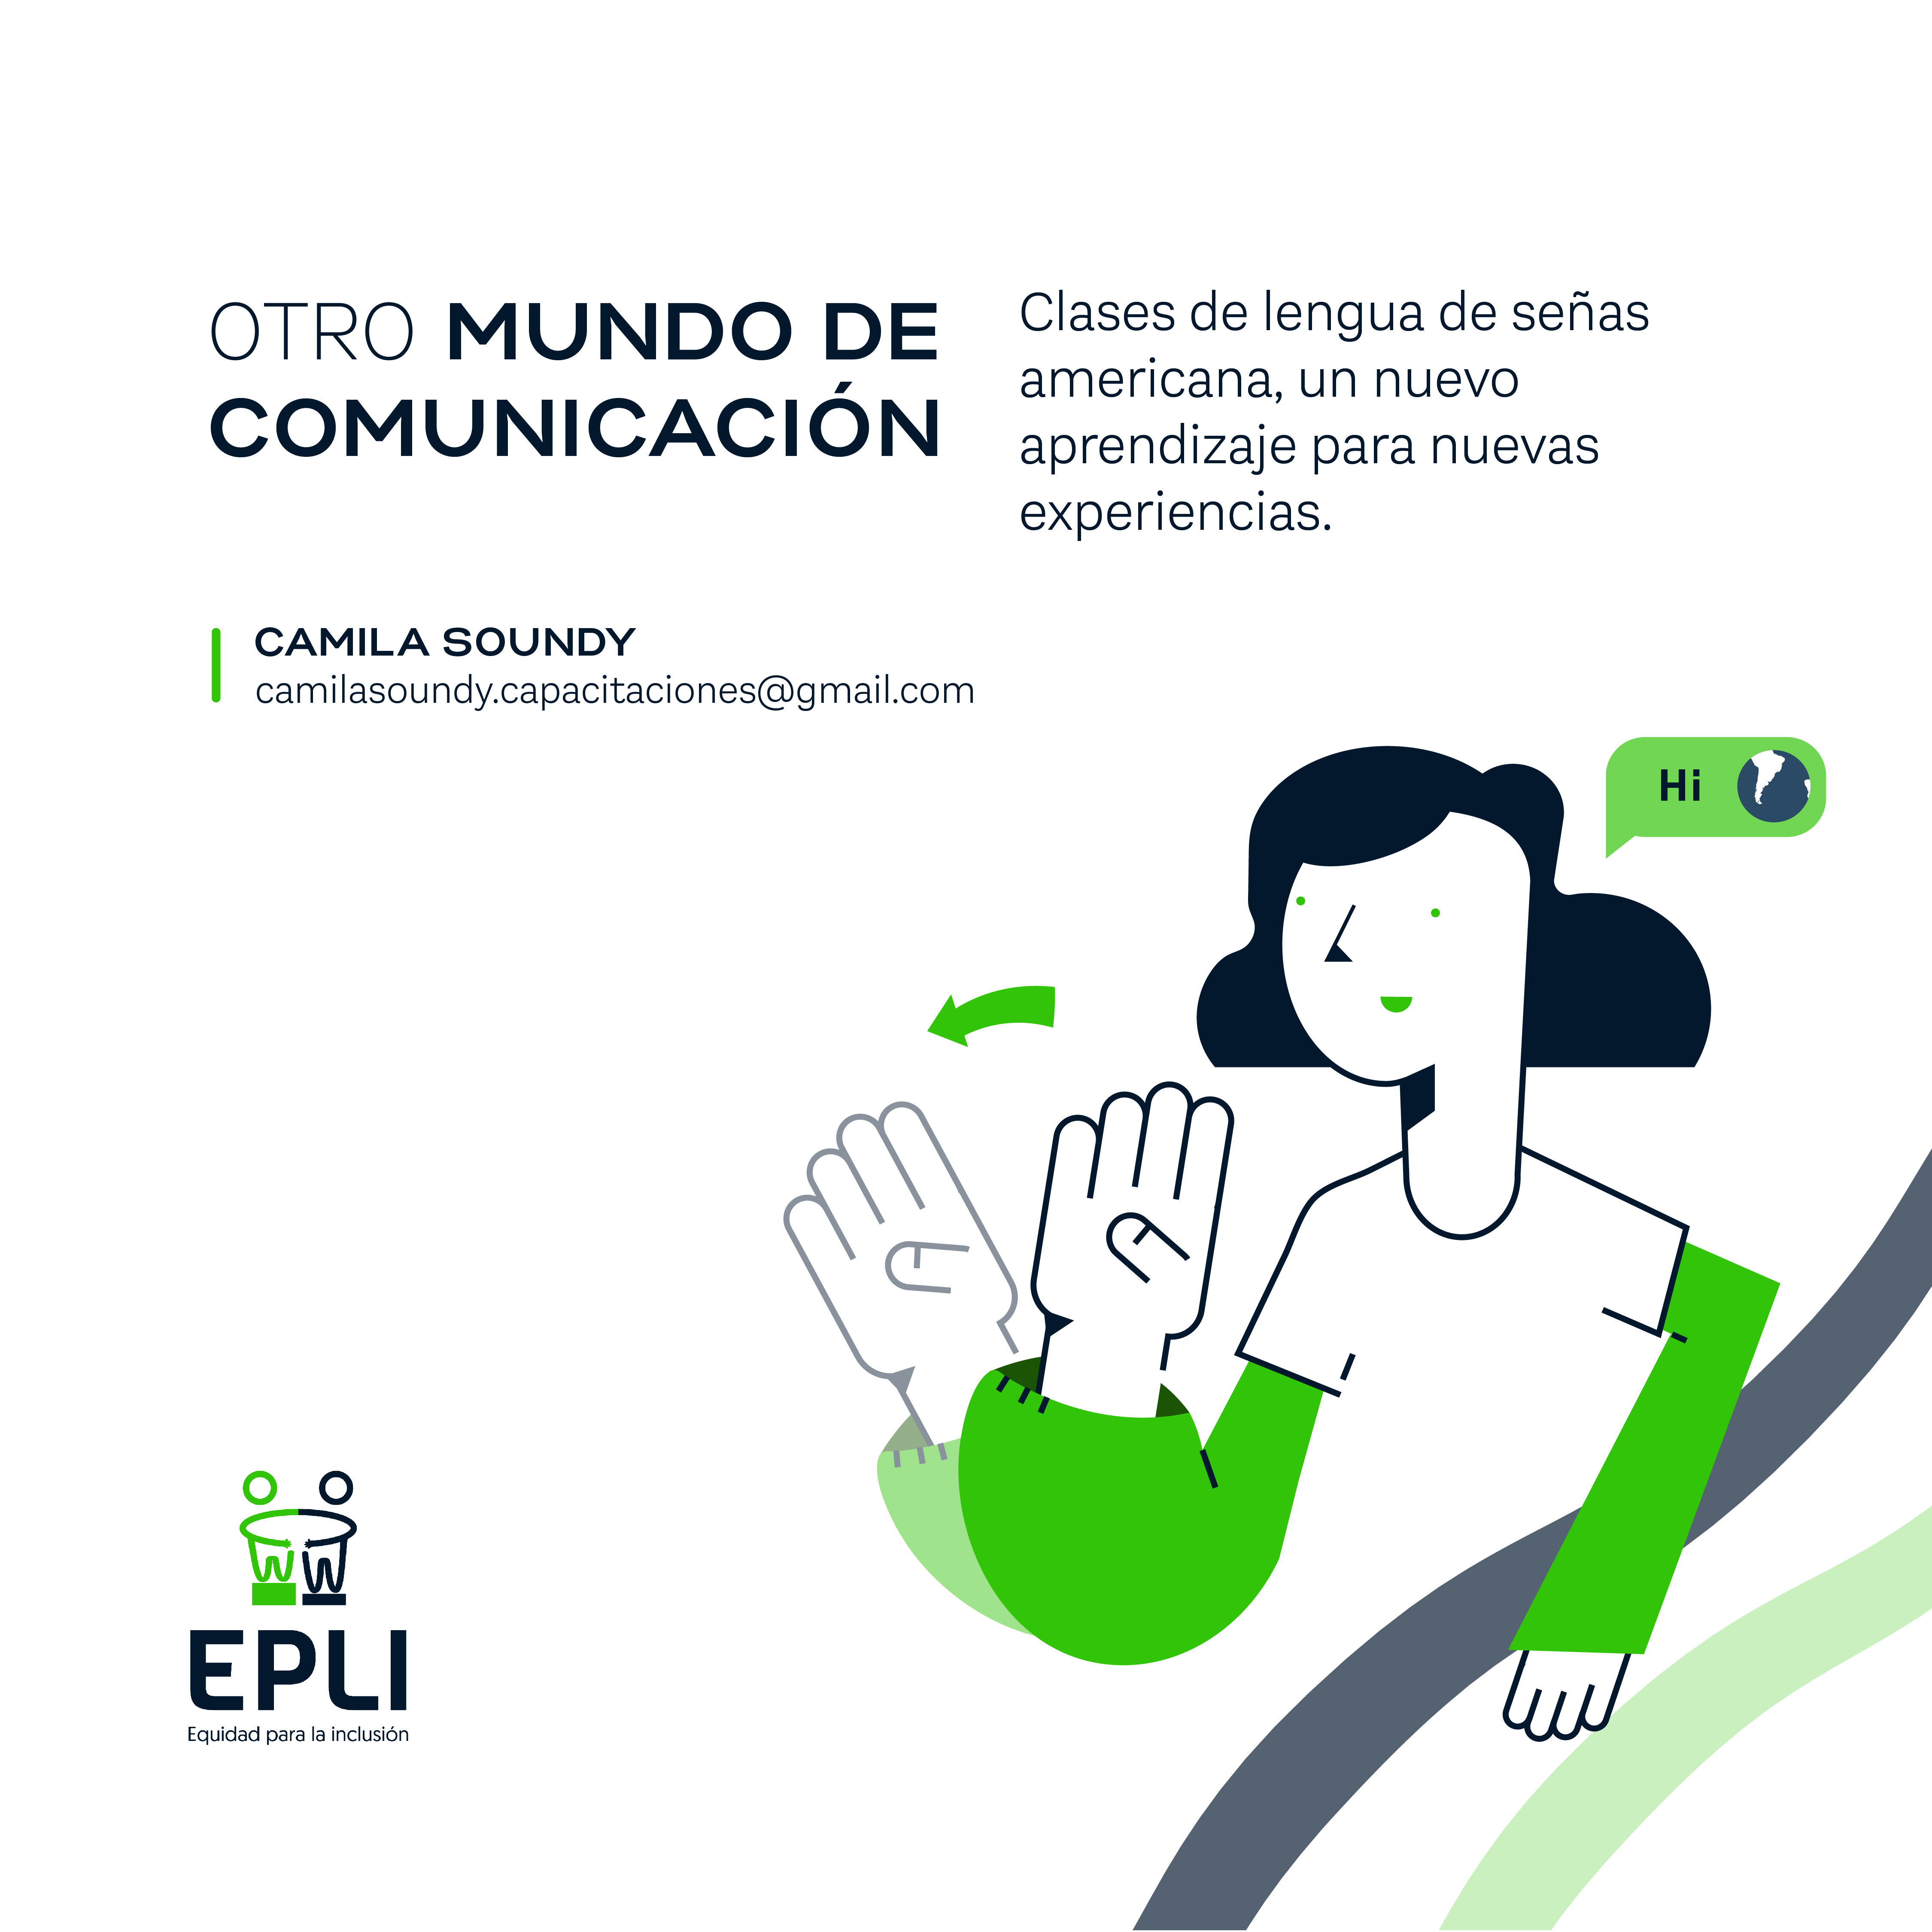 OTRO MUNDO DE
COMUNICACIÓN
Clases de lengua de señas
americana, un nuevo
aprendizaje para nuevas
experiencias.
CAMILA SOUNDY
camilasoundy.capacitaciones@gmail.com
Hi
EPLI
Equidad para la inclusión